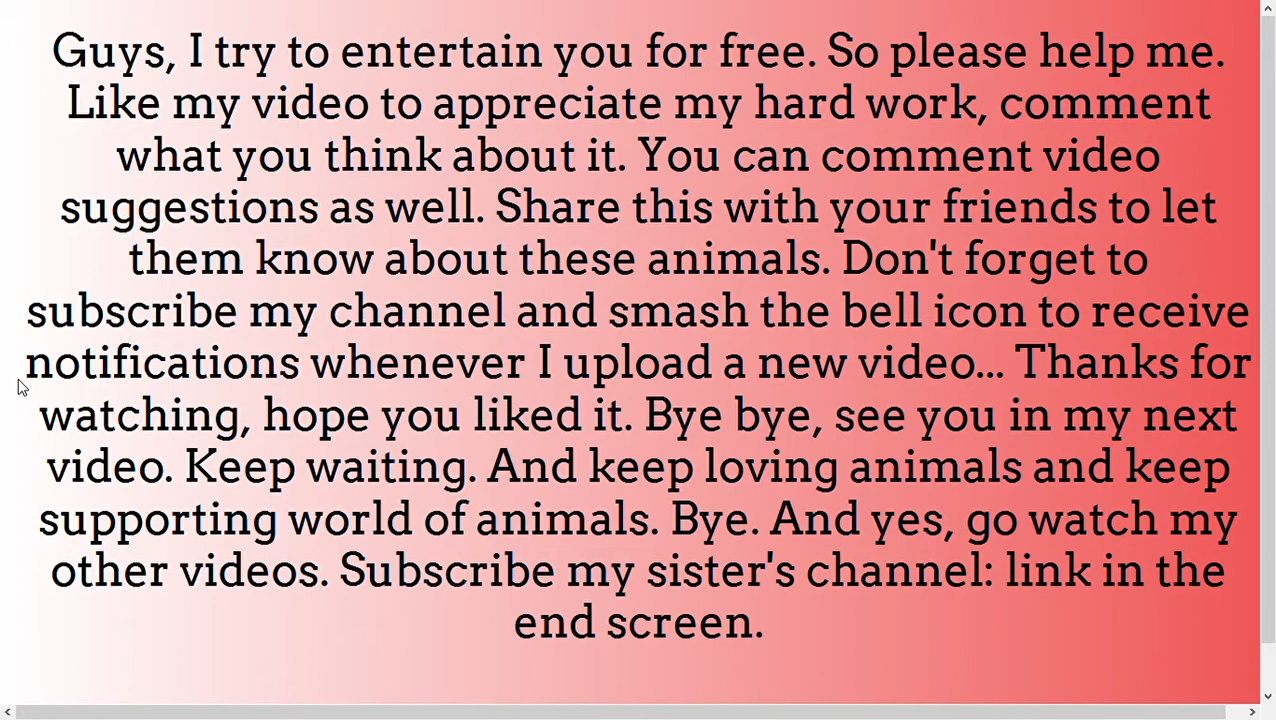 Guys, I try to entertain you for free. So please help me.
Like my video to appreciate my hard work, comment
what you think about it. You can comment video
suggestions as well. Share this with your friends to let
them know about these animals. Don't forget to
subscribe my channel and smash the bell icon to receive
notifications whenever I upload a new video... Thanks for
watching, hope you liked it. Bye bye, see you in my next
video. Keep waiting. And keep loving animals and keep
supporting world of animals. Bye. And yes, go watch my
other videos. Subscribe my sister's channel: link in the
end screen.